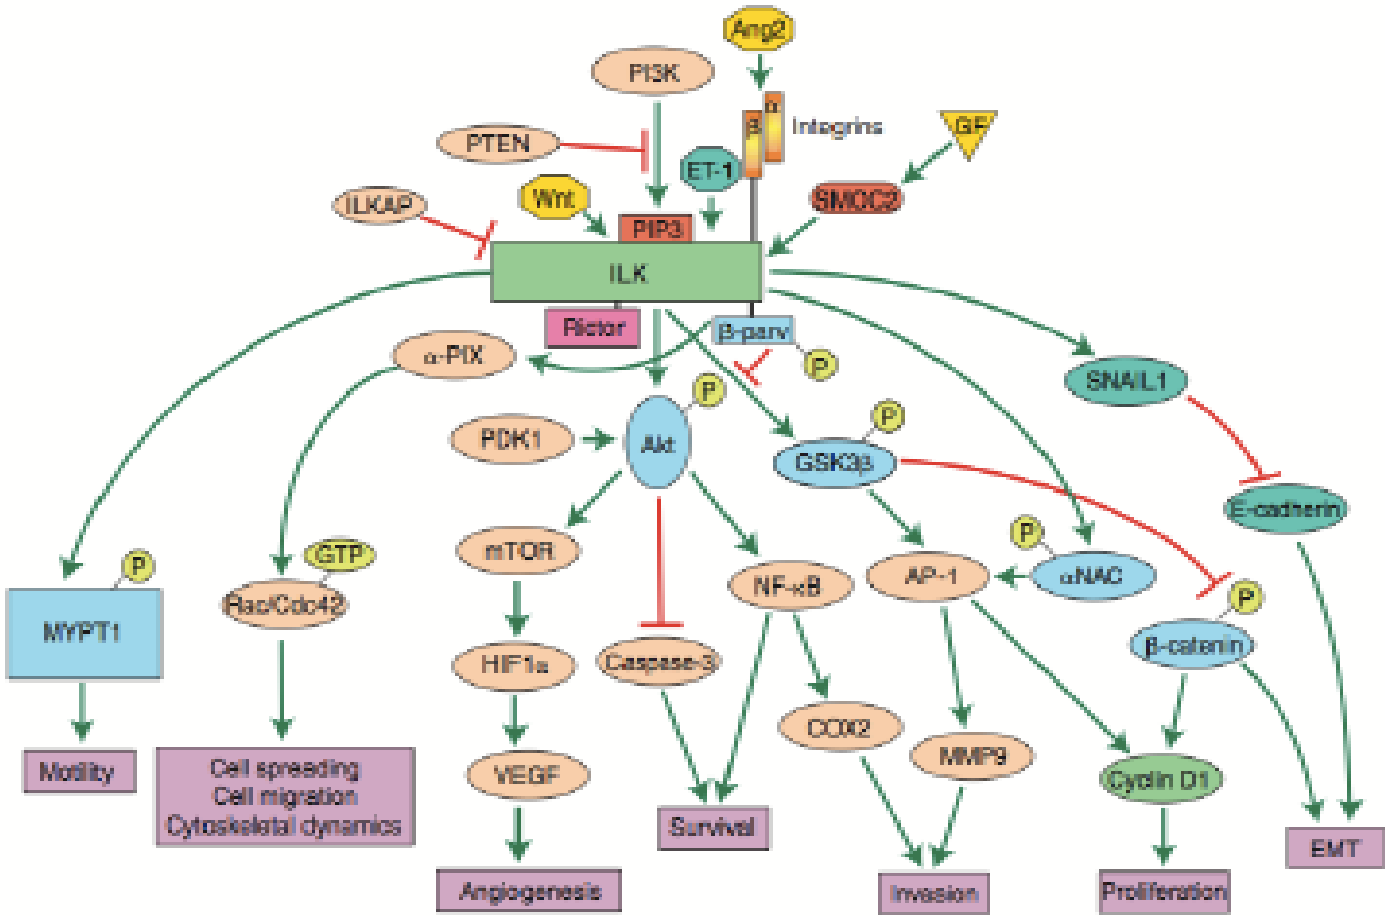 Ang2
PI3K
α
β
Integrins
GF
PTEN
ET-1
Wnt
SMOC2
ILKAP
PIP3
ILK
Rictor
β-parv
P
α-PIX
SNAIL1
P
P
PDK1
Akt
GSK3β
E-cadherin
P
mTOR
GTP
P
NF-κB
AP-1
αNAC
P
Rac/Cdc42
MYPT1
β-catenin
HIF1α
Caspase-3
COX2
MMP9
VEGF
Cyclin D1
Motility
Cell spreading
Cell migration
Cytoskeletal dynamics
Survival
EMT
Angiogenesis
Invasion
Proliferation